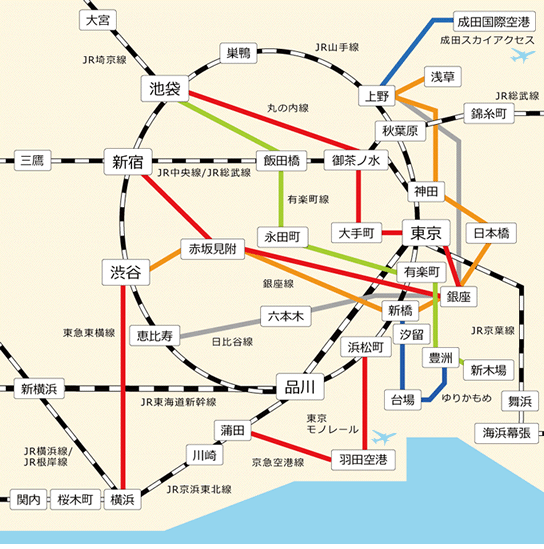 大宮
成田国際空港
成田スカイアクセス
巣鴨
JR山手線
JR埼京線
浅草
池袋
上野
JR総武線
丸の内線
錦糸町
秋葉原
三鷹
新宿
飯田橋
御茶ノ水
JR中央線/JR総武線
神田
有楽町線
永田町
大手町
東京
日本橋
赤坂見附
渋谷
有楽町
銀座線
銀座
新橋
六本木
東急東横線
恵比寿
日比谷線
汐留
JR京葉線
浜松町
豊洲
新木場
新横浜
品川
台場
ゆりかもめ
舞浜
JR東海道新幹線
東京
モノレール
蒲田
海浜幕張
JR横浜線/
JR根岸線
川崎
京急空港線
羽田空港
JR京浜東北線
関内
桜木町
横浜